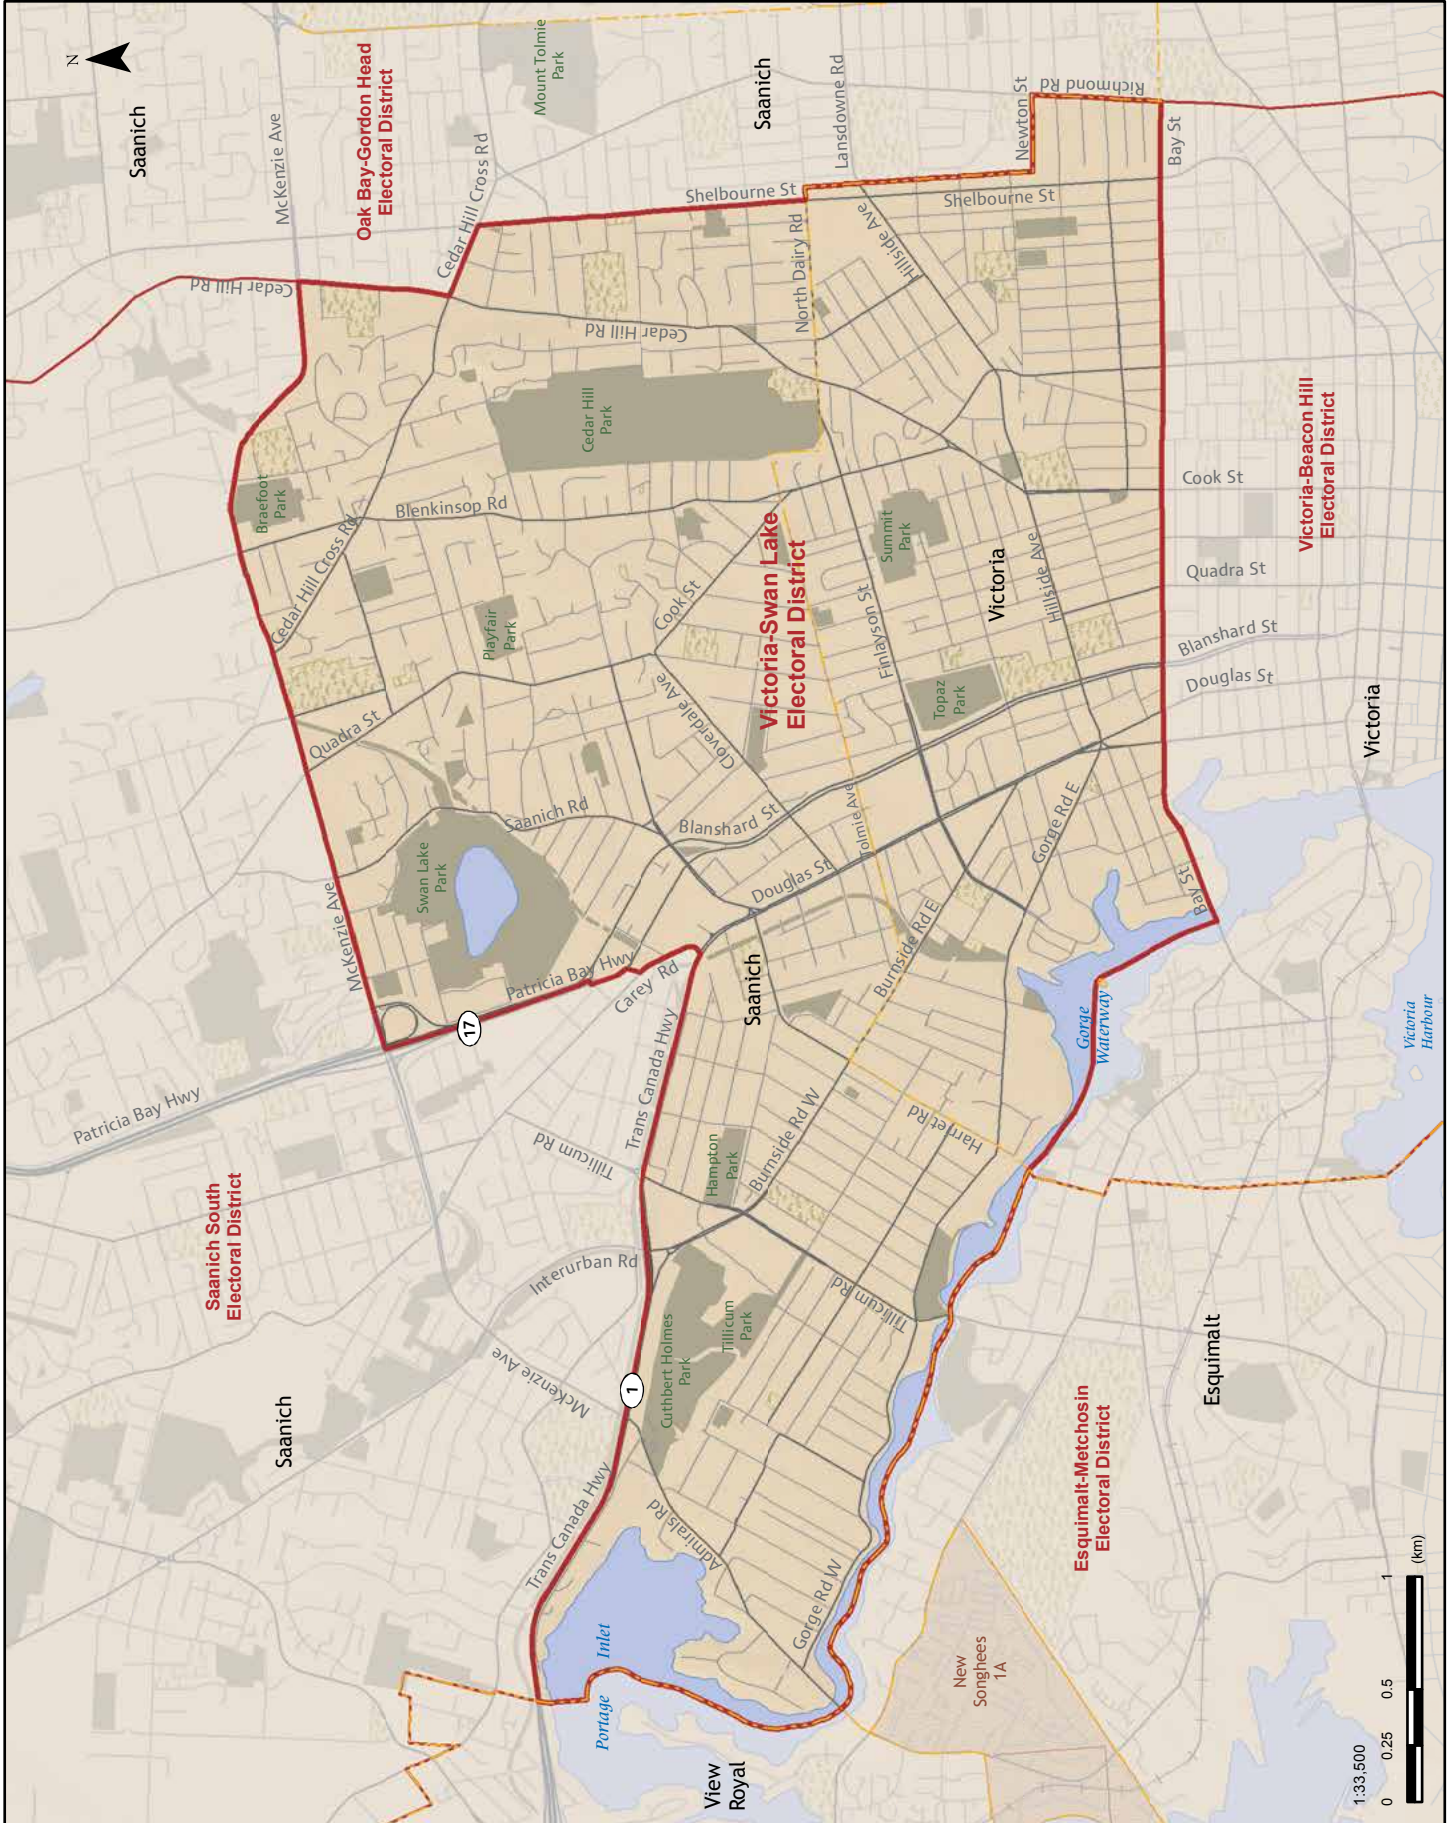 N
Saanich
McKenzie Ave
Oak Bay-Gordon Head
Electoral District
Mount Tolmie
Park
Saanich
Lansdowne Rd
Newton St
Richmond Rd
Bay St
Cedar Hill Cross Rd
Shelbourne St
Shelbourne St
Cedar Hill Rd
Cedar Hill Rd
North Dairy Rd
Hillside Ave
Cedar Hill
Park
Braefoot
Park
Blenkinsop Rd
Cedar Hill Cross Rd
Cook St
Victoria-Beacon Hill
Electoral District
Summit
Park
Victoria-Swan Lake
Electoral District
Victoria
Hillside Ave
Quadra St
Blanshard St
Douglas St
Playfair
Park
Cook St
Finlayson St
Topaz
Park
Victoria
Quadra St
Cloverdale Ave
Saanich Rd
Blanshard St
Tolmie Ave
Gorge Rd E
Swan Lake
Park
Douglas St
McKenzie Ave
Bay St
Burnside Rd E
Patricia Bay Hwy
Carey Rd
Saanich
17
Gorge
Waterway
Victoria
Harbour
Patricia Bay Hwy
Trans Canada Hwy
Tillicum Rd
Harriet Rd
Hampton
Park
Burnside Rd W
Saanich South
Electoral District
Interurban Rd
Tillicum Rd
Tillicum
Park
Cuthbert Holmes
Park
McKenzie Ave
1
Esquimalt
Saanich
Esquimalt-Metchosin
Electoral District
Trans Canada Hwy
Admirals Rd
Gorge Rd W
Portage Inlet
New
Songhees
1A
View
Royal
1:33,500
0 0.25 0.5 1
(km)